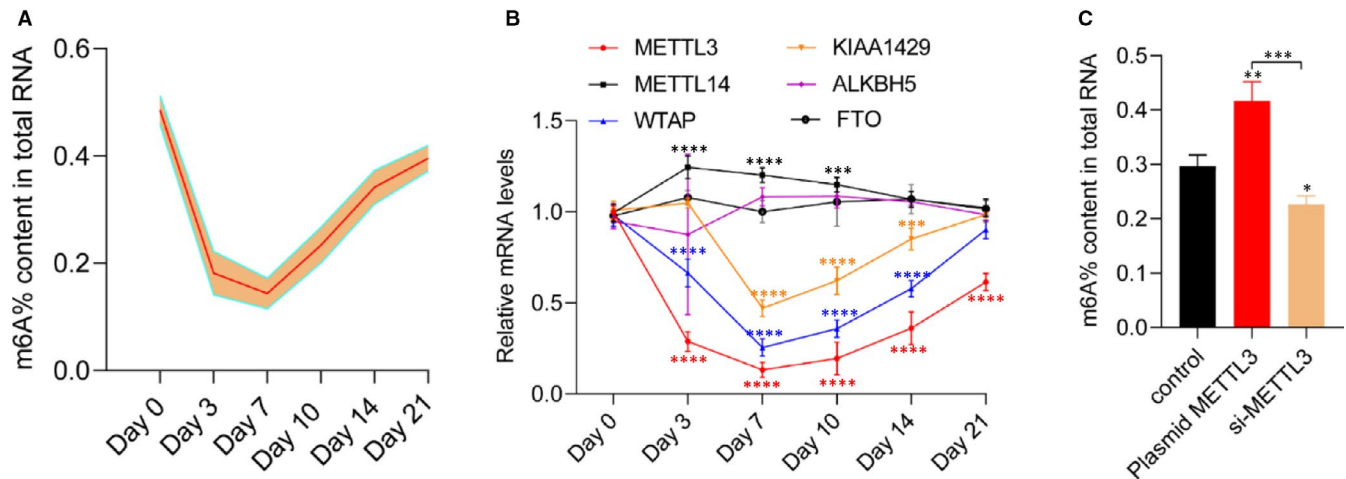 A
m6A% content in total RNA
0.6
0.4
0.2
0.0
Day 0
Day 3
Day 7
Day 10
Day 14
Day 21
B
METTL3
KIAA1429
METTL14
ALKBH5
WTAP
FTO
Relative mRNA levels
1.5
1.0
0.5
0.0
****
****
***
***
****
****
****
****
****
****
****
****
****
****
****
Day 0
Day 3
Day 7
Day 10
Day 14
Day 21
C
m6A% content in total RNA
0.5
0.4
0.3
0.2
0.1
0.0
***
**
*
control
Plasmid METTL3
si-METTL3